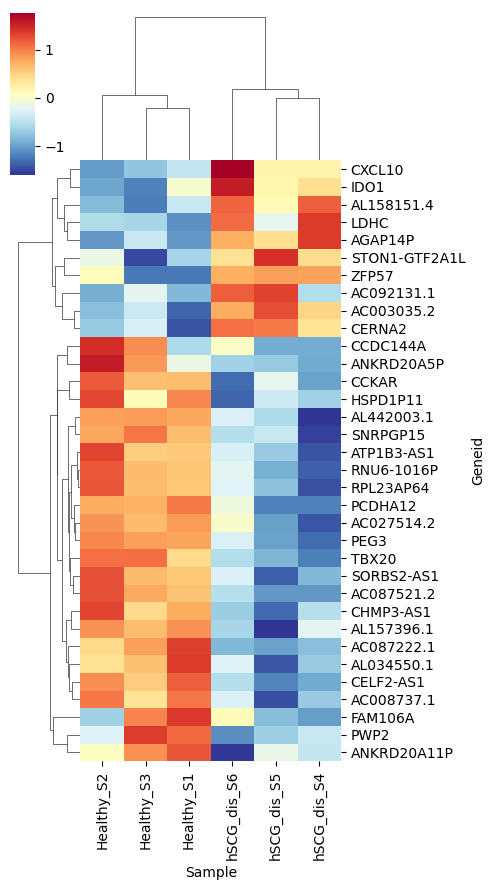 1
0
−1
CXCL10
IDO1
AL158151.4
LDHC
AGAP14P
STON1-GTF2A1L
ZFP57
AC092131.1
AC003035.2
CERNA2
CCDC144A
ANKRD20A5P
CCKAR
HSPD1P11
AL442003.1
SNRPGP15
ATP1B3-AS1
RNU6-1016P
RPL23AP64
PCDHA12
AC027514.2
PEG3
TBX20
SORBS2-AS1
AC087521.2
CHMP3-AS1
AL157396.1
AC087222.1
AL034550.1
CELF2-AS1
AC008737.1
FAM106A
PWP2
ANKRD20A11P
Geneid
Healthy_S2
Healthy_S3
Healthy_S1
hSCG_dis_S6
hSCG_dis_S5
hSCG_dis_S4
Sample